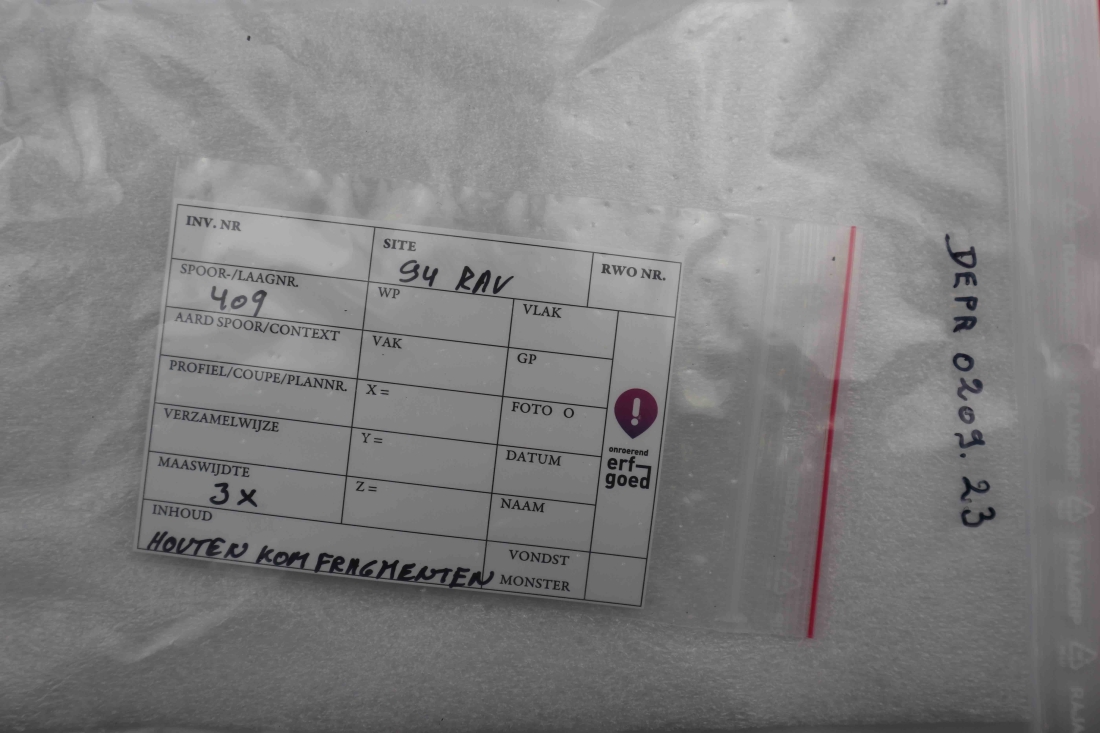 INV. NR
SITE
94 RAV
RWO NR.
SPOOR-/LAAGNR.
409
WP
VLAK
AARD SPOOR/CONTEXT
VAK
GP
PROFIEL/COUPE/PLANNR.
X =
FOTO O
VERZAMELWIJZE
Y =
DATUM
MAASWIJDTE
3 X
Z =
NAAM
INHOUD
HOUTEN KOM FRAGMENTEN
VONDST
MONSTER
onroerend
erf-
goed
DEPR 0209.23